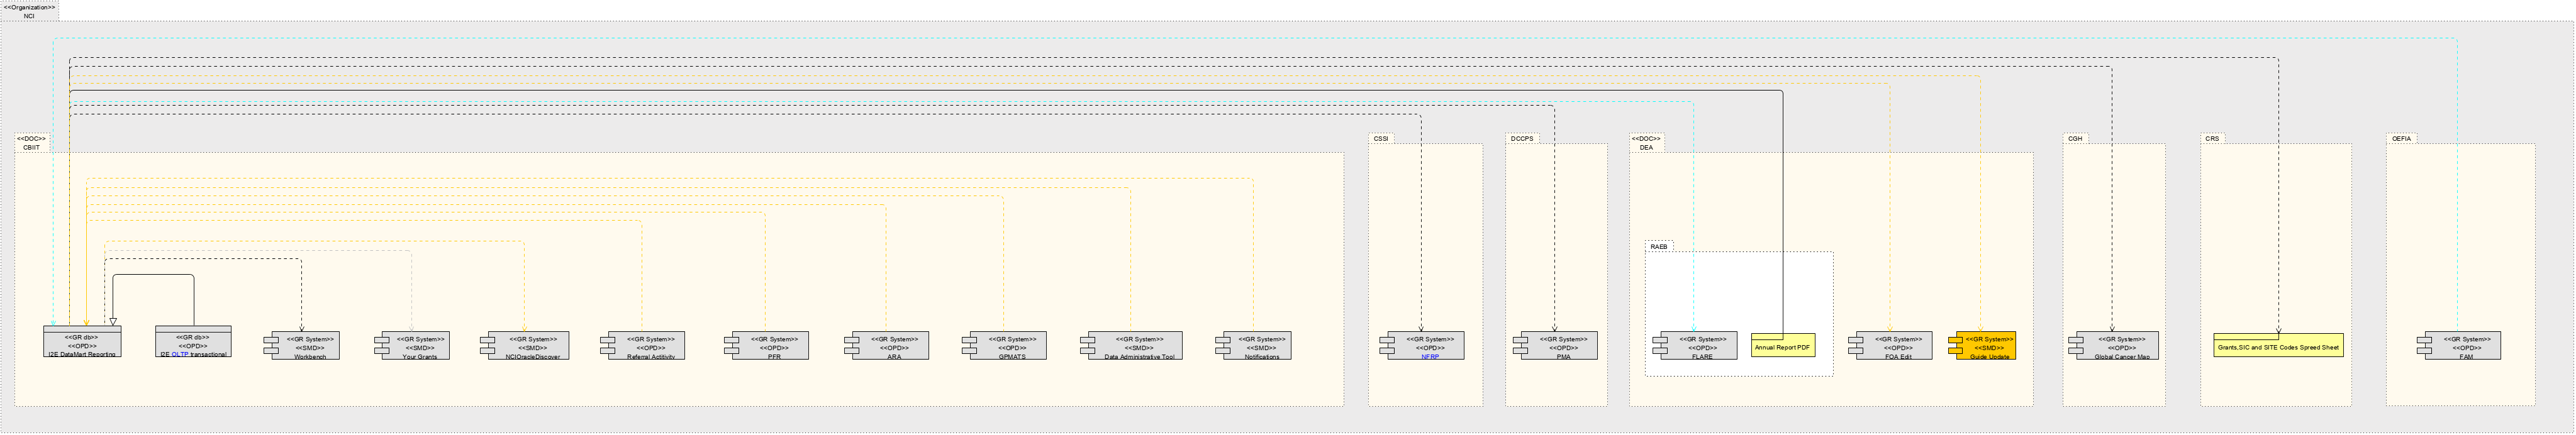 <<Organization>>
NCI
<<DOC>>
CBIIT
CSSI
DCCPS
<<DOC>>
DEA
CGH
CRS
OEFIA
RAEB
<<GR db>>
<<OPD>>
I2E DataMart Reporting
<<GR db>>
<<OPD>>
I2E OLTP transactional
<<GR System>>
<<SMD>>
Workbench
<<GR System>>
<<SMD>>
Your Grants
<<GR System>>
<<SMD>>
NCIOracleDiscover
<<GR System>>
<<OPD>>
Referral Actitivity
<<GR System>>
<<OPD>>
PFR
<<GR System>>
<<OPD>>
ARA
<<GR System>>
<<OPD>>
GPMATS
<<GR System>>
<<SMD>>
Data Administrative Tool
<<GR System>>
<<SMD>>
Notifications
<<GR System>>
<<OPD>>
NFRP
<<GR System>>
<<OPD>>
PMA
<<GR System>>
<<OPD>>
FLARE
Annual Report PDF
<<GR System>>
<<OPD>>
FOA Edit
<<GR System>>
<<SMD>>
Guide Update
<<GR System>>
<<OPD>>
Global Cancer Map
Grants,SIC and SITE Codes Spreed Sheet
<<GR System>>
<<OPD>>
FAM